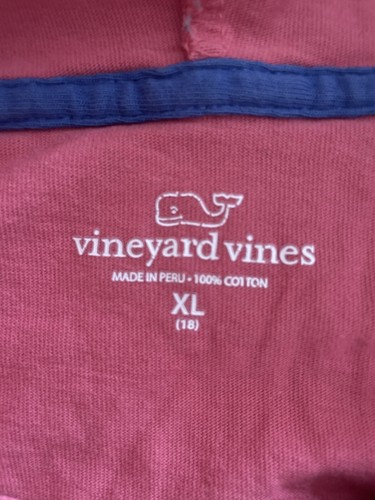 vineyard vines
MADE IN PERU • 100% COTTON
XL
(18)